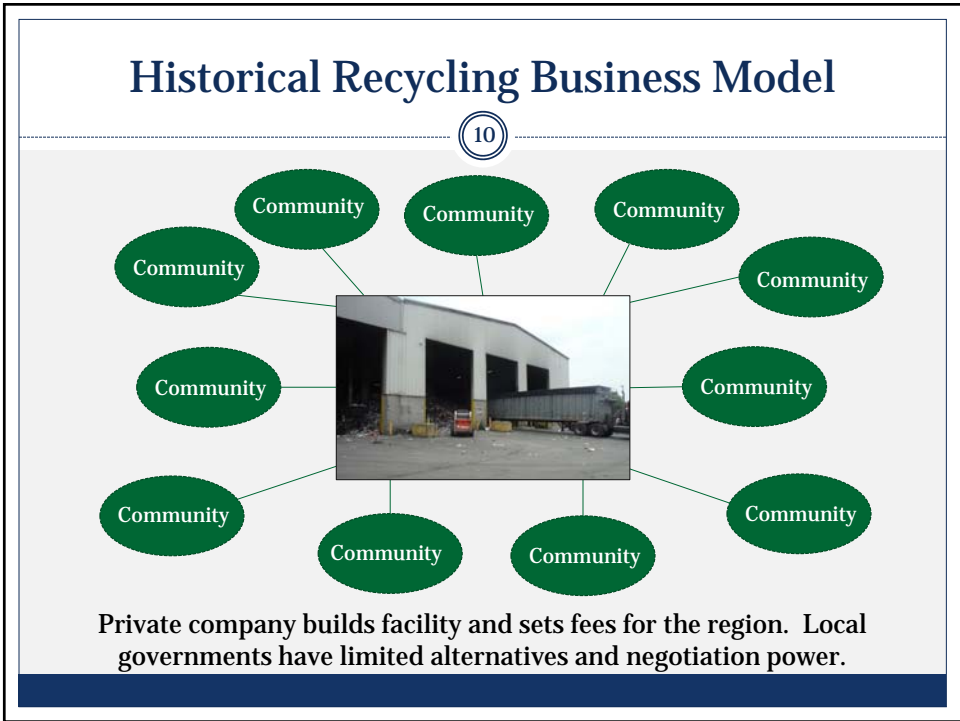 Historical Recycling Business Model
10
Community
Community
Community
Community
Community
Community
Community
Community
Community
Community
Community
Private company builds facility and sets fees for the region.  Local
governments have limited alternatives and negotiation power.